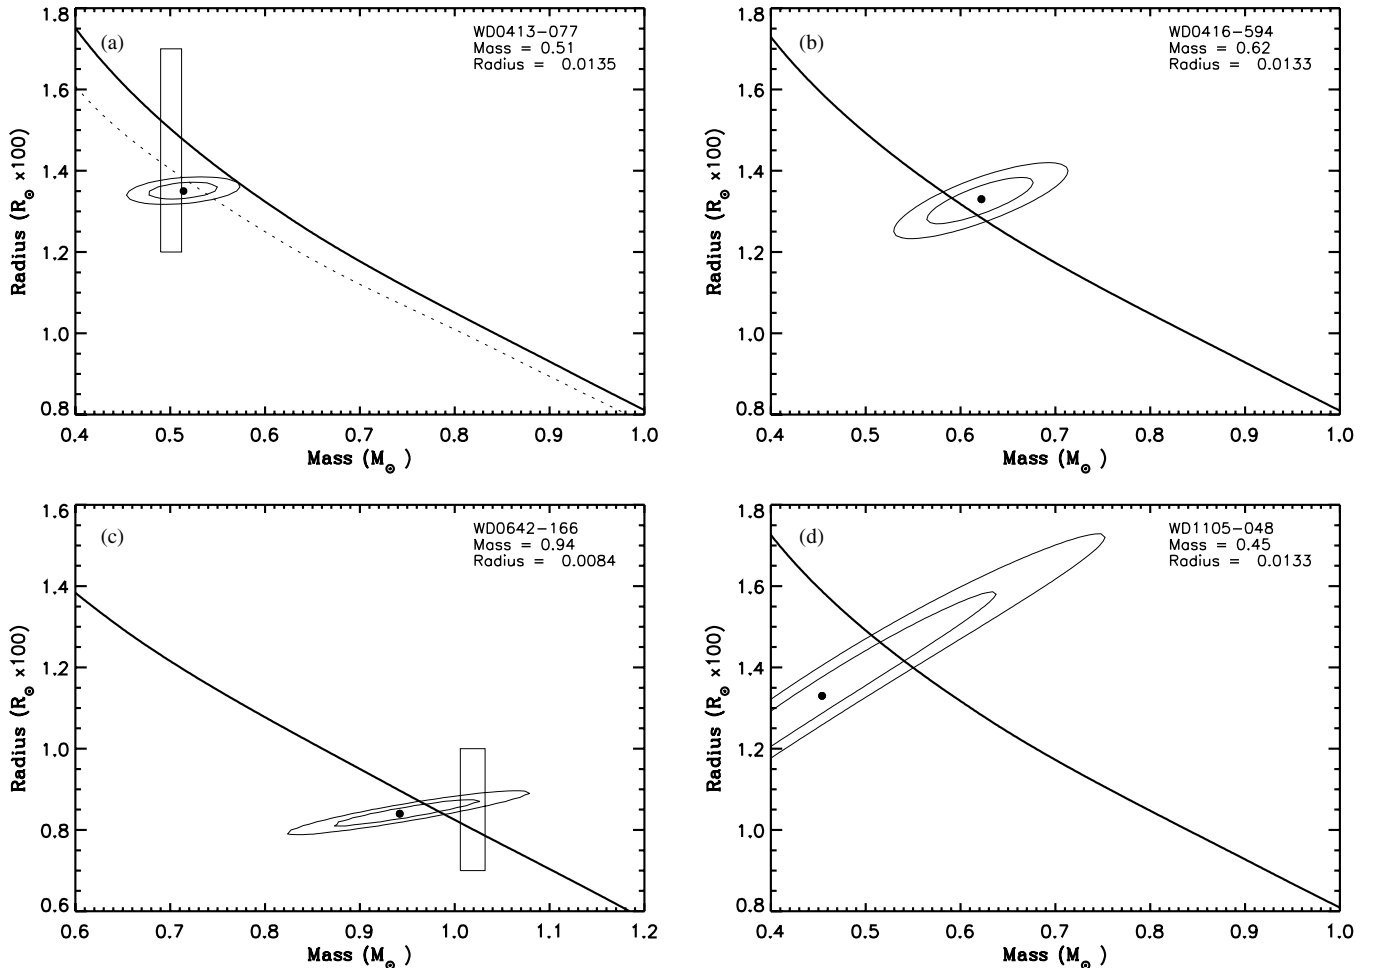 (a)
WD0413-077
Mass = 0.51
Radius = 0.0135
1.8
1.6
1.4
1.2
1.0
0.8
Radius (R⊙ ×100)
0.4 0.5 0.6 0.7 0.8 0.9 1.0
Mass (M⊙ )
(b)
WD0416-594
Mass = 0.62
Radius = 0.0133
1.8
1.6
1.4
1.2
1.0
0.8
Radius (R⊙ ×100)
0.4 0.5 0.6 0.7 0.8 0.9 1.0
Mass (M⊙ )
(c)
WD0642-166
Mass = 0.94
Radius = 0.0084
1.6
1.4
1.2
1.0
0.8
0.6
Radius (R⊙ ×100)
0.6 0.7 0.8 0.9 1.0 1.1 1.2
Mass (M⊙ )
(d)
WD1105-048
Mass = 0.45
Radius = 0.0133
1.8
1.6
1.4
1.2
1.0
0.8
Radius (R⊙ ×100)
0.4 0.5 0.6 0.7 0.8 0.9 1.0
Mass (M⊙ )